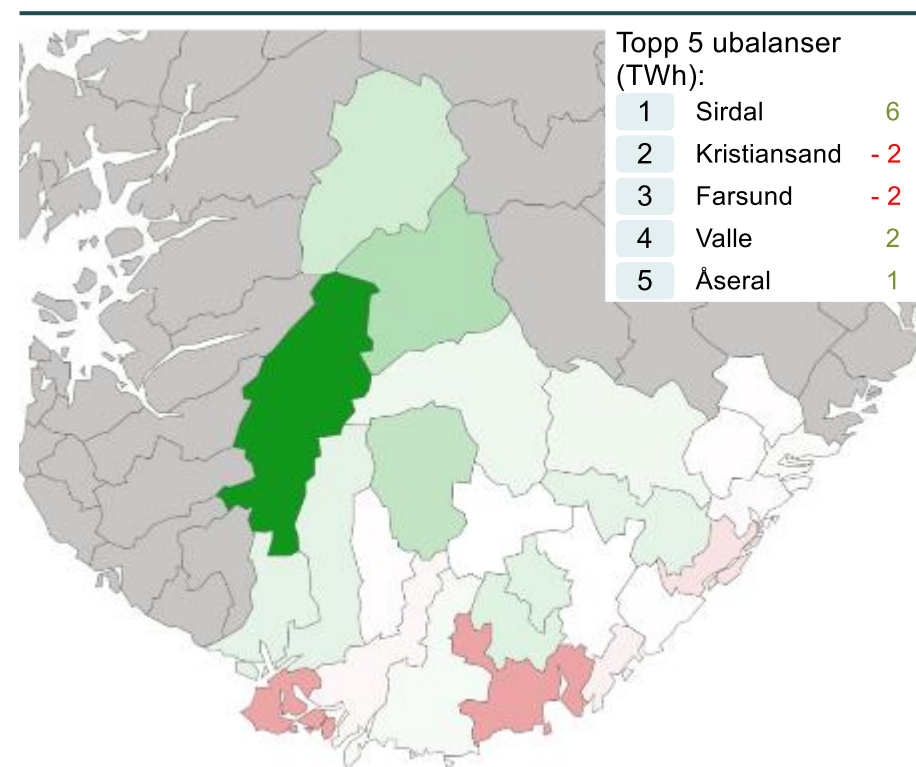 Topp 5 ubalanser
(TWh):
1 Sirdal 6
2 Kristiansand - 2
3 Farsund - 2
4 Valle 2
5 Åseral 1